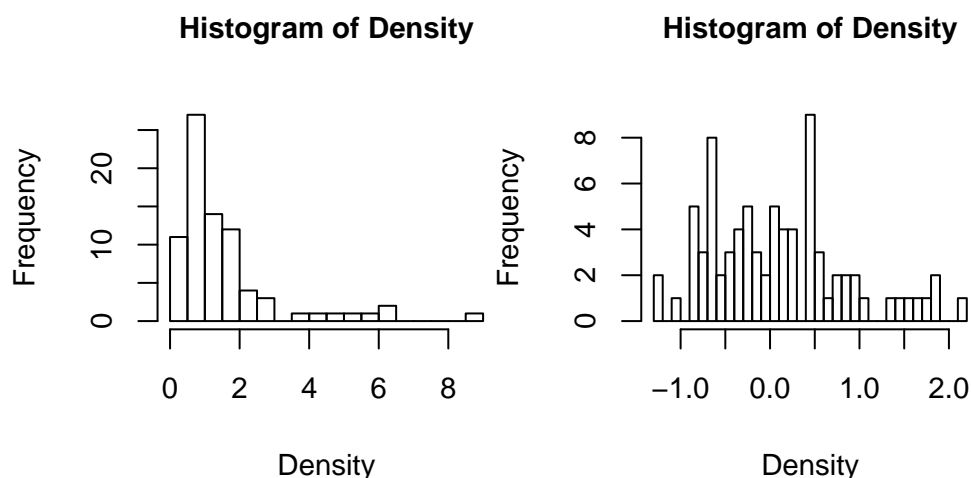 Histogram of Density
Frequency
0 10 20
0 2 4 6 8
Density
Histogram of Density
Frequency
0 2 4 6 8
−1.0 0.0 1.0 2.0
Density